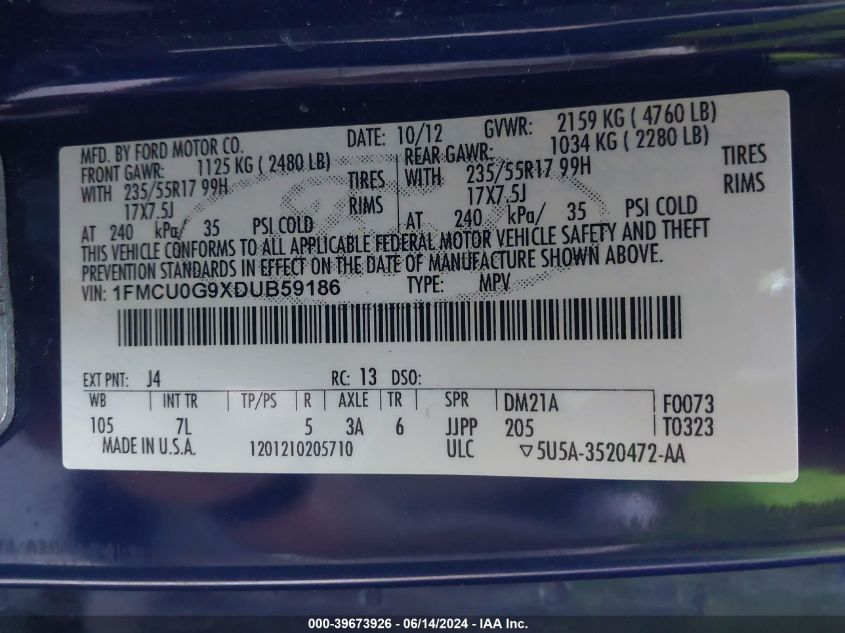 MFD. BY FORD MOTOR CO. DATE: 10/12 GVWR: 2159 KG ( 4760 LB)
FRONT GAWR: 1125 KG ( 2480 LB) REAR GAWR: 1034 KG ( 2280 LB)
WITH 235/55R17 99H TIRES WITH 235/55R17 99H TIRES
17X7.5J RIMS 17X7.5J RIMS
AT 240 kPa/ 35 PSI COLD AT 240 kPa/ 35 PSI COLD
THIS VEHICLE CONFORMS TO ALL APPLICABLE FEDERAL MOTOR VEHICLE SAFETY AND THEFT
PREVENTION STANDARDS IN EFFECT ON THE DATE OF MANUFACTURE SHOWN ABOVE.
VIN: 1FMCU0G9XDUB59186 TYPE: MPV
EXT PNT: J4 RC: 13 DSO:
WB INT TR TP/PS R AXLE TR SPR DM21A F0073
105 7L 5 3A 6 JJPP 205 T0323
MADE IN U.S.A. 1201210205710 ULC 5U5A-3520472-AA
000-39673926 - 06/14/2024 - IAA Inc.